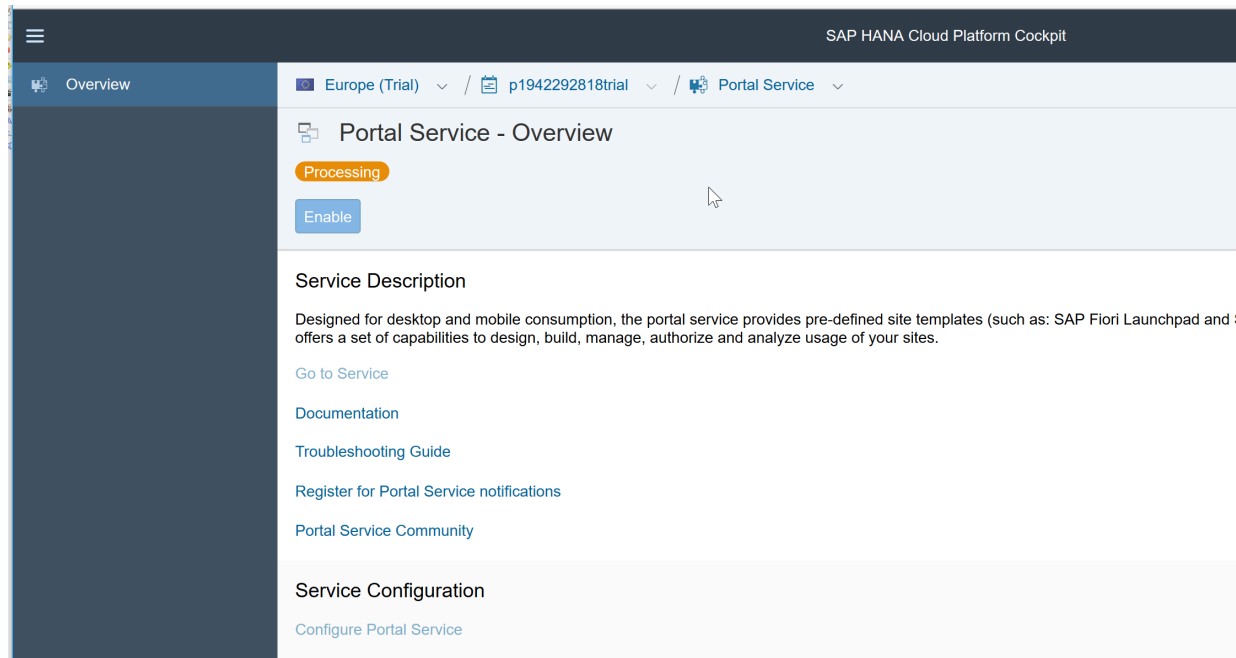 SAP HANA Cloud Platform Cockpit
Overview
Europe (Trial) / p1942292818trial / Portal Service
Portal Service - Overview
Processing
Enable
Service Description
Designed for desktop and mobile consumption, the portal service provides pre-defined site templates (such as: SAP Fiori Launchpad and
offers a set of capabilities to design, build, manage, authorize and analyze usage of your sites.
Go to Service
Documentation
Troubleshooting Guide
Register for Portal Service notifications
Portal Service Community
Service Configuration
Configure Portal Service